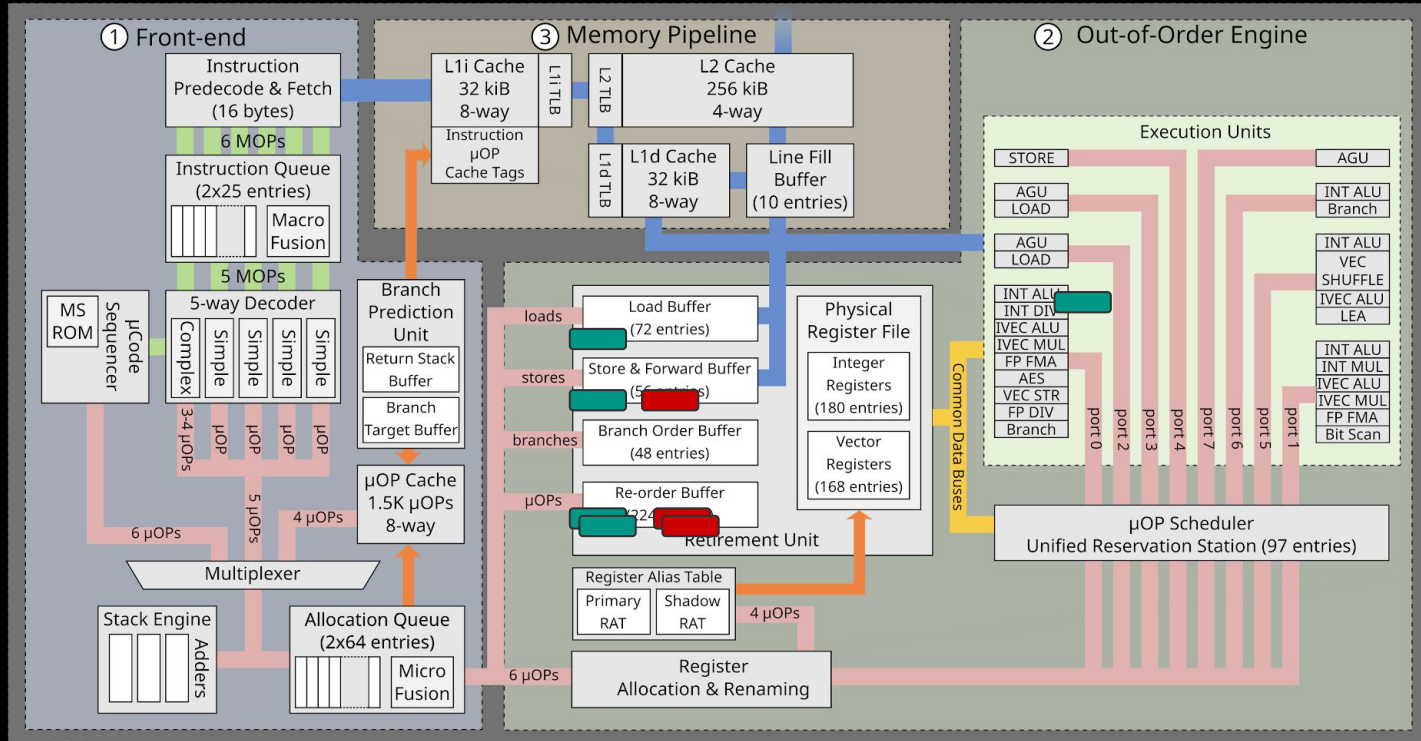 1 Front-end
Instruction
Predecode & Fetch
(16 bytes)
6 MOPs
Instruction Queue
(2x25 entries)
Macro
Fusion
5 MOPs
MS
ROM
µCode
Sequencer
5-way Decoder
Complex
Simple
Simple
Simple
Simple
3-4 µOPs
µOP
µOP
µOP
µOP
5 µOPs
4 µOPs
6 µOPs
Multiplexer
Stack Engine
Adders
Allocation Queue
(2x64 entries)
Micro
Fusion
Branch
Prediction
Unit
Return Stack
Buffer
Branch
Target Buffer
µOP Cache
1.5K µOPs
8-way
3 Memory Pipeline
L1i Cache
32 kiB
8-way
L1i TLB
Instruction
µOP
Cache Tags
L2 TLB
L2 Cache
256 kiB
4-way
L1d TLB
L1d Cache
32 kiB
8-way
Line Fill
Buffer
(10 entries)
2 Out-of-Order Engine
loads
Load Buffer
(72 entries)
stores
Store & Forward Buffer
branches
Branch Order Buffer
(48 entries)
µOPs
Re-order Buffer
(224
Retirement Unit
Physical
Register File
Integer
Registers
(180 entries)
Vector
Registers
(168 entries)
Register Alias Table
Primary
RAT
Shadow
RAT
4 µOPs
6 µOPs
Register
Allocation & Renaming
Common Data Buses
Execution Units
STORE
AGU
LOAD
AGU
LOAD
INT ALU
INT DIV
IVEC ALU
IVEC MUL
FP FMA
AES
VEC STR
FP DIV
Branch
port 0
port 2
port 3
port 4
port 7
port 6
port 5
port 1
AGU
INT ALU
Branch
INT ALU
VEC
SHUFFLE
IVEC ALU
LEA
INT ALU
INT MUL
IVEC ALU
IVEC MUL
FP FMA
Bit Scan
µOP Scheduler
Unified Reservation Station (97 entries)